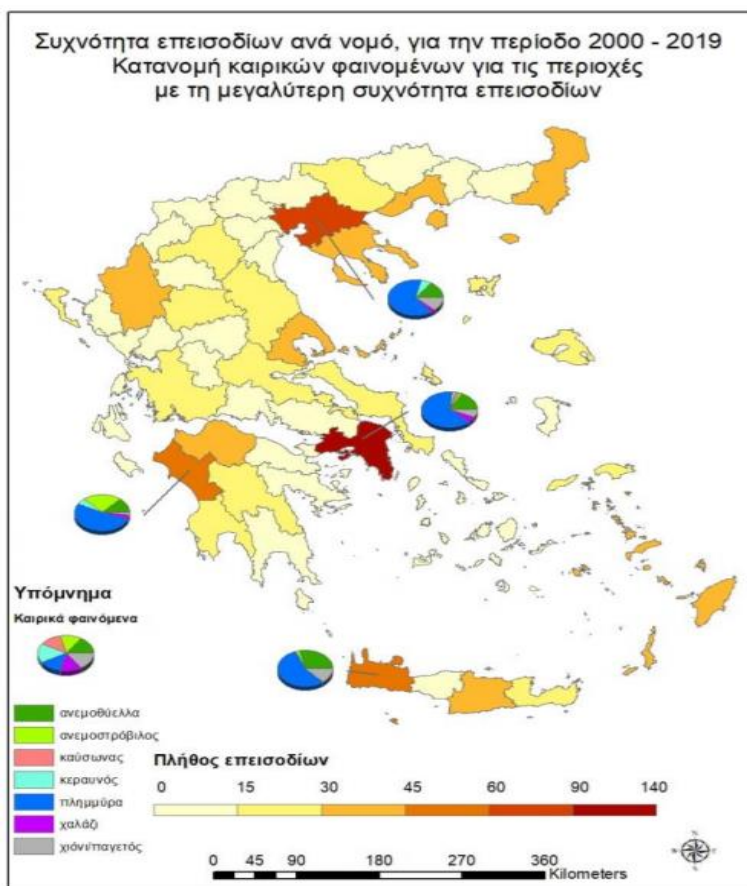 Συχνότητα επεισοδίων ανά νομό, για την περίοδο 2000 - 2019
Κατανομή καιρικών φαινομένων για τις περιοχές
με τη μεγαλύτερη συχνότητα επεισοδίων
Υπόμνημα
Καιρικά φαινόμενα
ανεμοθύελλα
ανεμοστρόβιλος
καύσωνας
κεραυνός
πλημμύρα
χαλάζι
χιόνι/παγετός
Πλήθος επεισοδίων
0 15 30 45 60 90 140
0 45 90 180 270 360
Kilometers